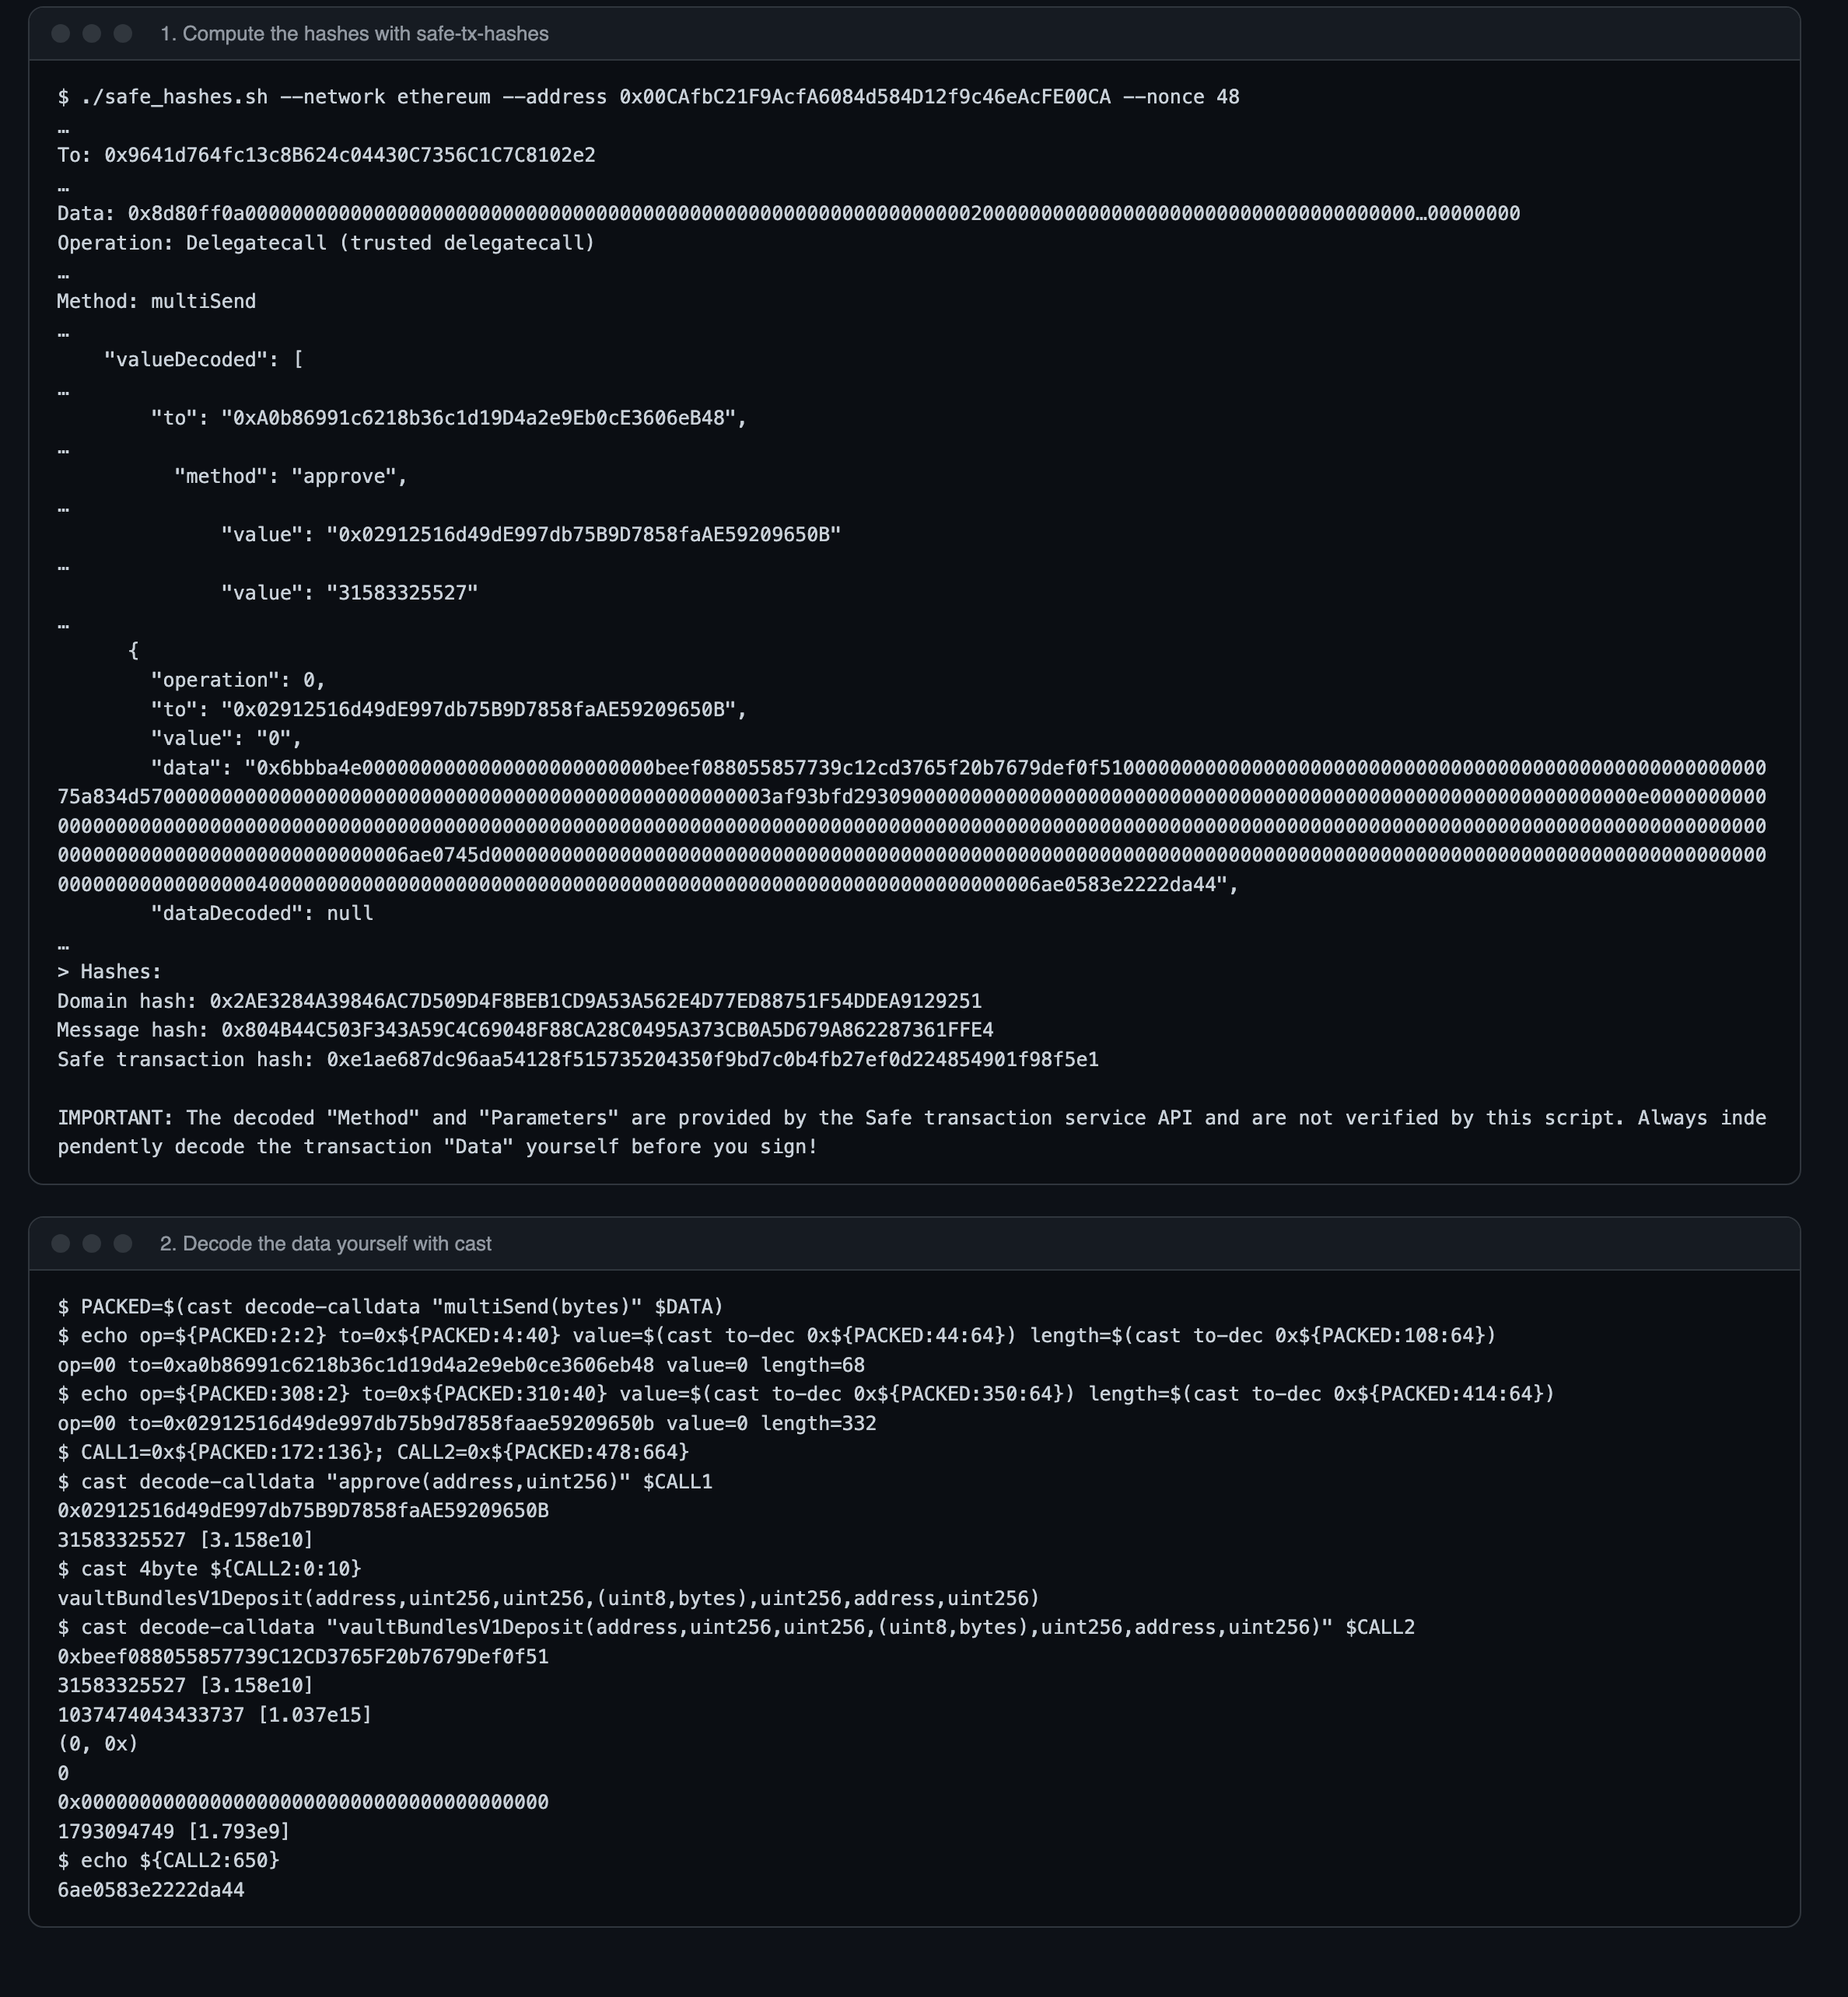 1. Compute the hashes with safe-tx-hashes
$ ./safe_hashes.sh --network ethereum --address 0x00CAfbC21F9AcfA6084d584D12f9c46eAcFE00CA --nonce 48
…
To: 0x9641d764fc13c8B624c04430C7356C1C7C8102e2
…
Data: 0x8d80ff0a0000000000000000000000000000000000000000000000000000000000000020000000000000000000000000000000000000…00000000
Operation: Delegatecall (trusted delegatecall)
…
Method: multiSend
…
"valueDecoded": [
…
"to": "0xA0b86991c6218b36c1d19D4a2e9Eb0cE3606eB48",
…
"method": "approve",
…
"value": "0x02912516d49dE997db75B9D7858faAE59209650B"
…
"value": "31583325527"
…
{
"operation": 0,
"to": "0x02912516d49dE997db75B9D7858faAE59209650B",
"value": "0",
"data": "0x6bbba4e0000000000000000000000000beef088055857739c12cd3765f20b7679def0f510000000000000000000000000000000000000000000000000000000
75a834d570000000000000000000000000000000000000000000000000003af93bfd2930900000000000000000000000000000000000000000000000000000000000000e0000000000
00000000000000000000000000000000000000000000000000000000000000000000000000000000000000000000000000000000000000000000000000000000000000000000000000
000000000000000000000000000006ae0745d0000000000000000000000000000000000000000000000000000000000000000000000000000000000000000000000000000000000000
000000000000000004000000000000000000000000000000000000000000000000000000000000000006ae0583e2222da44",
"dataDecoded": null
…
> Hashes:
Domain hash: 0x2AE3284A39846AC7D509D4F8BEB1CD9A53A562E4D77ED88751F54DDEA9129251
Message hash: 0x804B44C503F343A59C4C69048F88CA28C0495A373CB0A5D679A862287361FFE4
Safe transaction hash: 0xe1ae687dc96aa54128f515735204350f9bd7c0b4fb27ef0d224854901f98f5e1
IMPORTANT: The decoded "Method" and "Parameters" are provided by the Safe transaction service API and are not verified by this script. Always inde
pendently decode the transaction "Data" yourself before you sign!
2. Decode the data yourself with cast
$ PACKED=$(cast decode-calldata "multiSend(bytes)" $DATA)
$ echo op=${PACKED:2:2} to=0x${PACKED:4:40} value=$(cast to-dec 0x${PACKED:44:64}) length=$(cast to-dec 0x${PACKED:108:64})
op=00 to=0xa0b86991c6218b36c1d19d4a2e9eb0ce3606eb48 value=0 length=68
$ echo op=${PACKED:308:2} to=0x${PACKED:310:40} value=$(cast to-dec 0x${PACKED:350:64}) length=$(cast to-dec 0x${PACKED:414:64})
op=00 to=0x02912516d49de997db75b9d7858faae59209650b value=0 length=332
$ CALL1=0x${PACKED:172:136}; CALL2=0x${PACKED:478:664}
$ cast decode-calldata "approve(address,uint256)" $CALL1
0x02912516d49dE997db75B9D7858faAE59209650B
31583325527 [3.158e10]
$ cast 4byte ${CALL2:0:10}
vaultBundlesV1Deposit(address,uint256,uint256,(uint8,bytes),uint256,address,uint256)
$ cast decode-calldata "vaultBundlesV1Deposit(address,uint256,uint256,(uint8,bytes),uint256,address,uint256)" $CALL2
0xbeef088055857739C12CD3765F20b7679Def0f51
31583325527 [3.158e10]
1037474043433737 [1.037e15]
(0, 0x)
0
0x0000000000000000000000000000000000000000
1793094749 [1.793e9]
$ echo ${CALL2:650}
6ae0583e2222da44